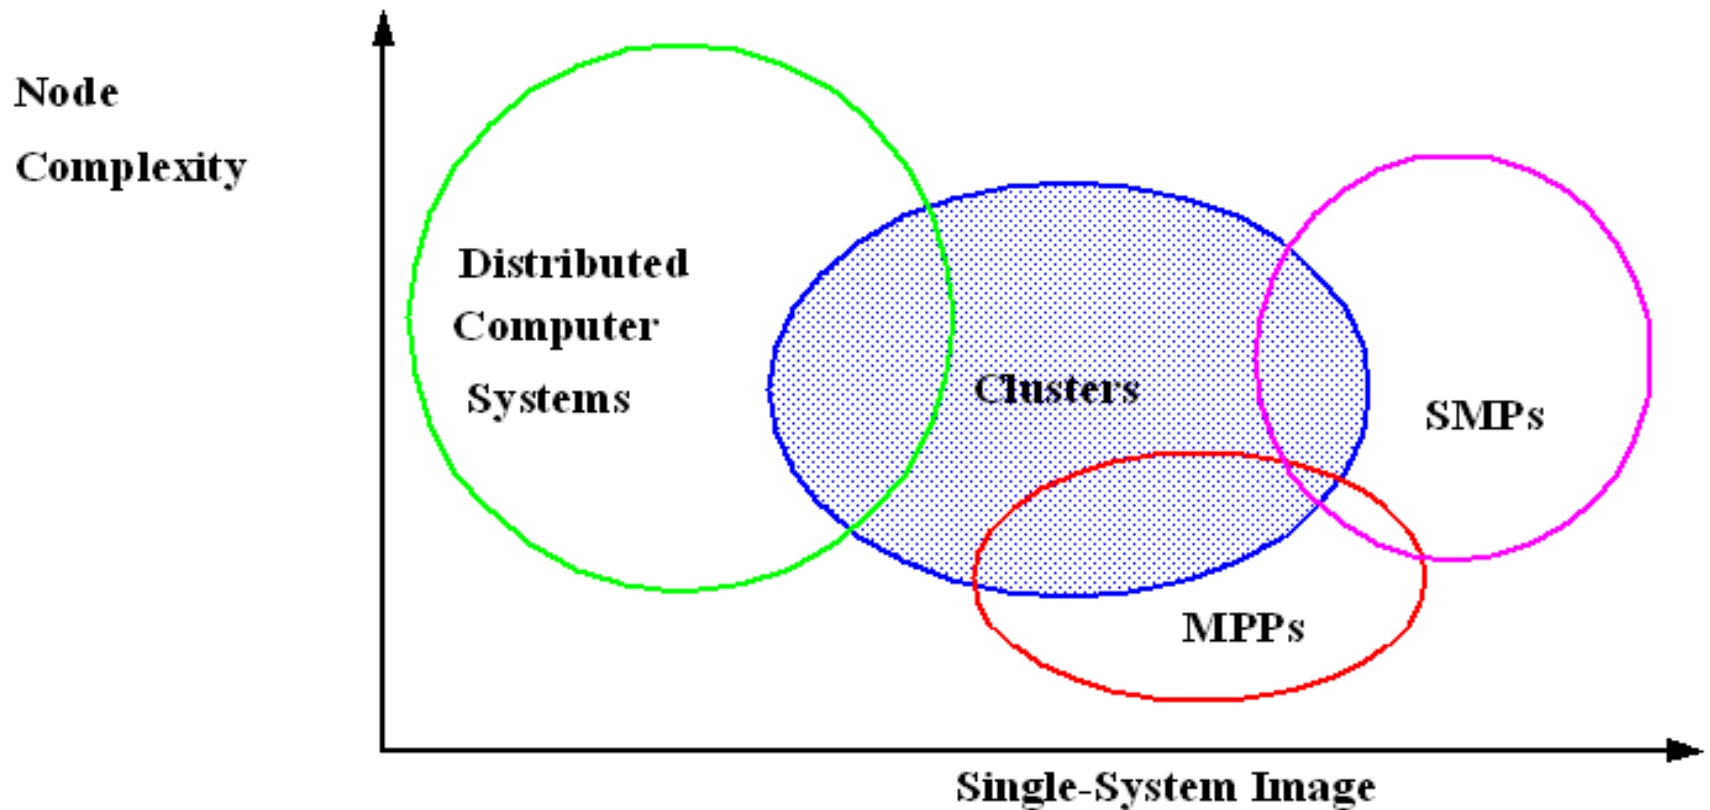 Node
Complexity
Distributed
Computer
Systems
Clusters
SMPs
MPPs
Single-System Image